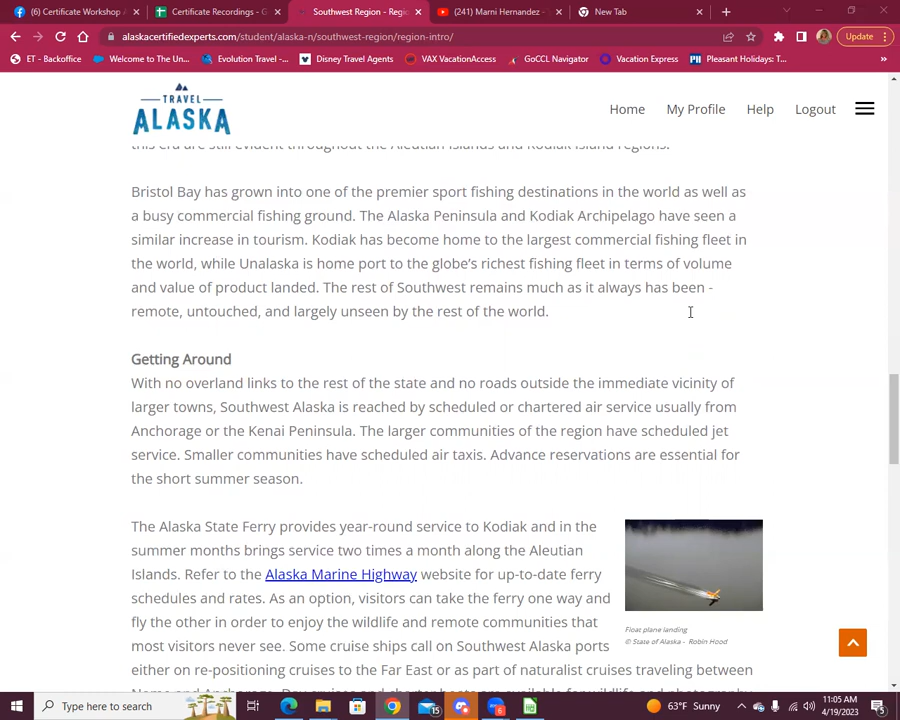 (6) Certificate Workshop A
Certificate Recordings - G
Southwest Region - Regio
(241) Marni Hernandez -
New Tab
alaskacertifiedexperts.com/student/alaska-n/southwest-region/region-intro/
Update
ET - Backoffice
Welcome to The Un...
Evolution Travel -...
Disney Travel Agents
VAX VacationAccess
GoCCL Navigator
Vacation Express
Pleasant Holidays: T...
TRAVEL
ALASKA
Home
My Profile
Help
Logout
this era are still evident throughout the Aleutian Islands and Kodiak Island regions.
Bristol Bay has grown into one of the premier sport fishing destinations in the world as well as
a busy commercial fishing ground. The Alaska Peninsula and Kodiak Archipelago have seen a
similar increase in tourism. Kodiak has become home to the largest commercial fishing fleet in
the world, while Unalaska is home port to the globe's richest fishing fleet in terms of volume
and value of product landed. The rest of Southwest remains much as it always has been -
remote, untouched, and largely unseen by the rest of the world.
Getting Around
With no overland links to the rest of the state and no roads outside the immediate vicinity of
larger towns, Southwest Alaska is reached by scheduled or chartered air service usually from
Anchorage or the Kenai Peninsula. The larger communities of the region have scheduled jet
service. Smaller communities have scheduled air taxis. Advance reservations are essential for
the short summer season.
The Alaska State Ferry provides year-round service to Kodiak and in the
summer months brings service two times a month along the Aleutian
Islands. Refer to the Alaska Marine Highway website for up-to-date ferry
schedules and rates. As an option, visitors can take the ferry one way and
fly the other in order to enjoy the wildlife and remote communities that
most visitors never see. Some cruise ships call on Southwest Alaska ports
either on re-positioning cruises to the Far East or as part of naturalist cruises traveling between
Float plane landing
© State of Alaska - Robin Hood
Type here to search
15
6
63°F Sunny
11:05 AM
4/19/2023
5